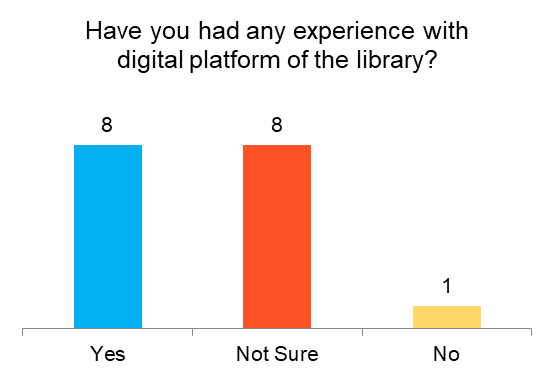 Have you had any experience with
digital platform of the library?
8
8
1
Yes
Not Sure
No